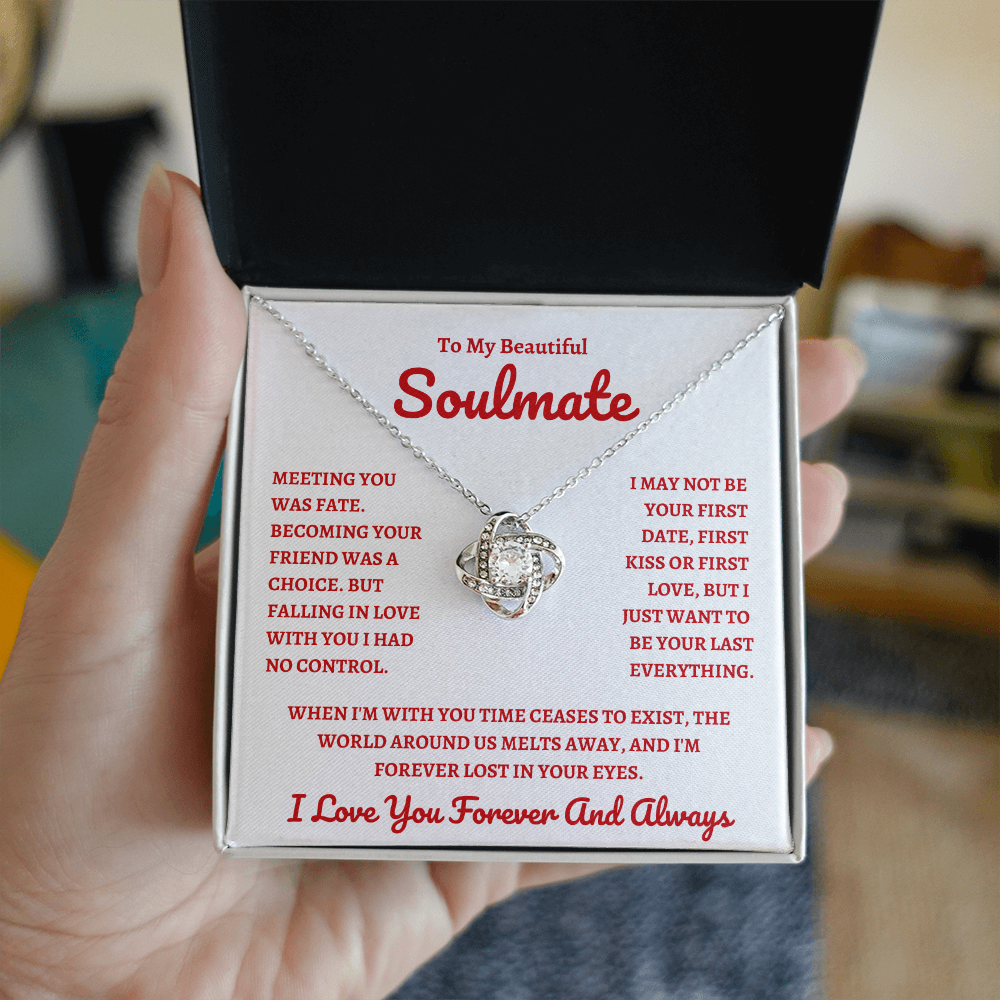 To My Beautiful
Soulmate
MEETING YOU
WAS FATE.
BECOMING YOUR
FRIEND WAS A
CHOICE. BUT
FALLING IN LOVE
WITH YOU I HAD
NO CONTROL.
I MAY NOT BE
YOUR FIRST
DATE, FIRST
KISS OR FIRST
LOVE, BUT I
JUST WANT TO
BE YOUR LAST
EVERYTHING.
WHEN I'M WITH YOU TIME CEASES TO EXIST, THE
WORLD AROUND US MELTS AWAY, AND I'M
FOREVER LOST IN YOUR EYES.
I Love You Forever And Always